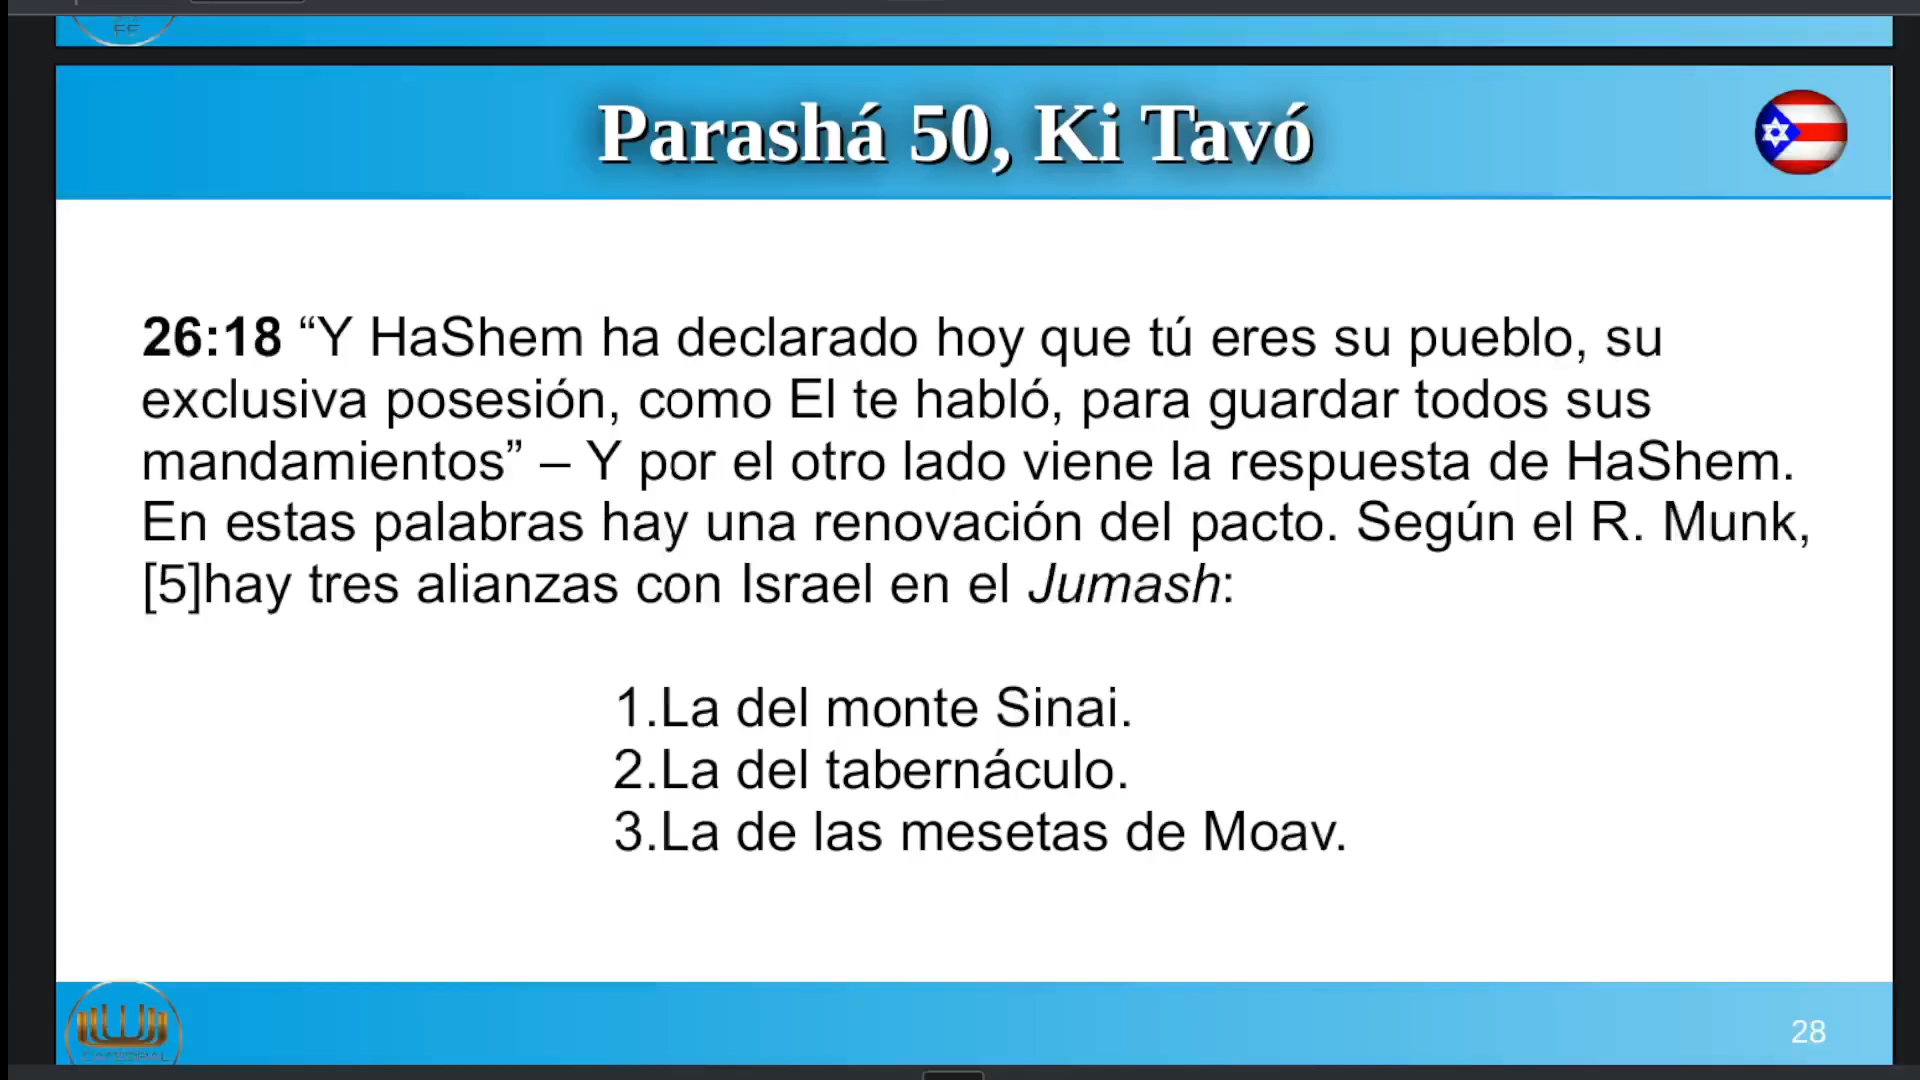 FE
Parashá 50, Ki Tavó
26:18 “Y HaShem ha declarado hoy que tú eres su pueblo, su
exclusiva posesión, como El te habló, para guardar todos sus
mandamientos” – Y por el otro lado viene la respuesta de HaShem.
En estas palabras hay una renovación del pacto. Según el R. Munk,
[5]hay tres alianzas con Israel en el Jumash:
1.La del monte Sinai.
2.La del tabernáculo.
3.La de las mesetas de Moav.
CATEDRAL
28